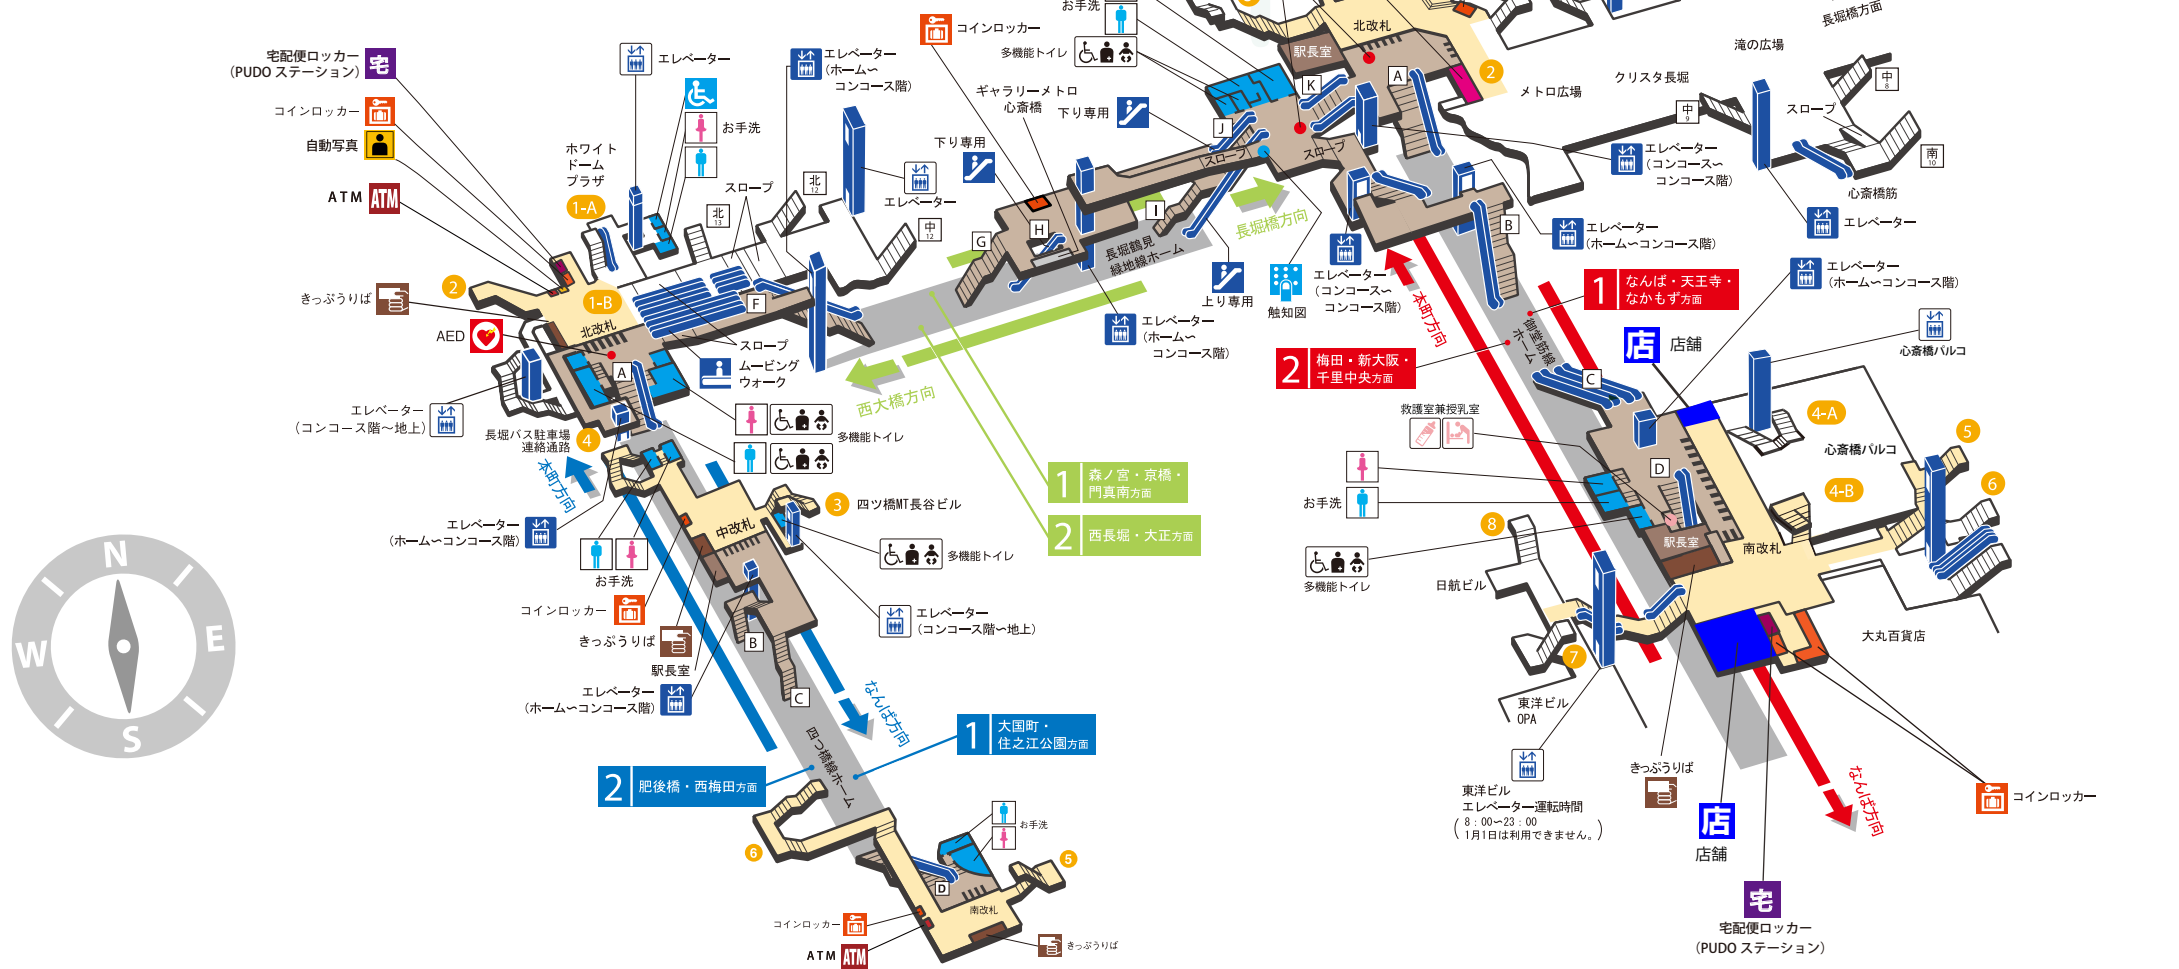 宅配便ロッカー
(PUDO ステーション)
宅
コインロッカー
自動写真
ATM
ATM
エレベーター
お手洗
ホワイト
ドーム
プラザ
1-A
スロープ
北
13
北
12
エレベーター
(ホーム〜
コンコース階)
エレベーター
中
12
コインロッカー
ギャラリーメトロ
心斎橋
下り専用
下り専用
お手洗
多機能トイレ
駅長室
北改札
K
A
J
2
メトロ広場
クリスタ長堀
滝の広場
長堀橋方面
中
8
中
9
スロープ
南
10
心斎橋筋
エレベーター
エレベーター
(コンコース〜
コンコース階)
エレベーター
(ホーム〜コンコース階)
スロープ
スロープ
G
H
I
長堀鶴見
緑地線ホーム
長堀橋方向
上り専用
触知図
エレベーター
(コンコース〜
コンコース階)
エレベーター
(ホーム〜
コンコース階)
B
本町方向
1
なんば・天王寺・
なかもず方面
2
梅田・新大阪・
千里中央方面
御堂筋線
ホーム
店
店舗
エレベーター
(ホーム〜コンコース階)
心斎橋パルコ
2
1-B
北改札
F
きっぷうりば
AED
スロープ
ムービング
ウォーク
A
エレベーター
(コンコース階〜地上)
長堀バス駐車場
連絡通路
4
多機能トイレ
西大橋方向
本町方向
1
森ノ宮・京橋・
門真南方面
2
西長堀・大正方面
エレベーター
(ホーム〜コンコース階)
お手洗
中改札
3
四ツ橋MT長谷ビル
多機能トイレ
コインロッカー
きっぷうりば
駅長室
エレベーター
(ホーム〜コンコース階)
エレベーター
(コンコース階〜地上)
B
C
なんば方向
四つ橋線ホーム
1
大国町・
住之江公園方面
2
肥後橋・西梅田方面
6
お手洗
D
5
南改札
コインロッカー
ATM
ATM
きっぷうりば
C
救護室兼授乳室
お手洗
D
多機能トイレ
駅長室
南改札
4-A
心斎橋パルコ
4-B
5
6
8
日航ビル
7
東洋ビル
OPA
大丸百貨店
東洋ビル
エレベーター運転時間
(8：00〜23：00
1月1日は利用できません。)
きっぷうりば
店
店舗
宅
宅配便ロッカー
(PUDO ステーション)
コインロッカー
なんば方向
N
E
S
W